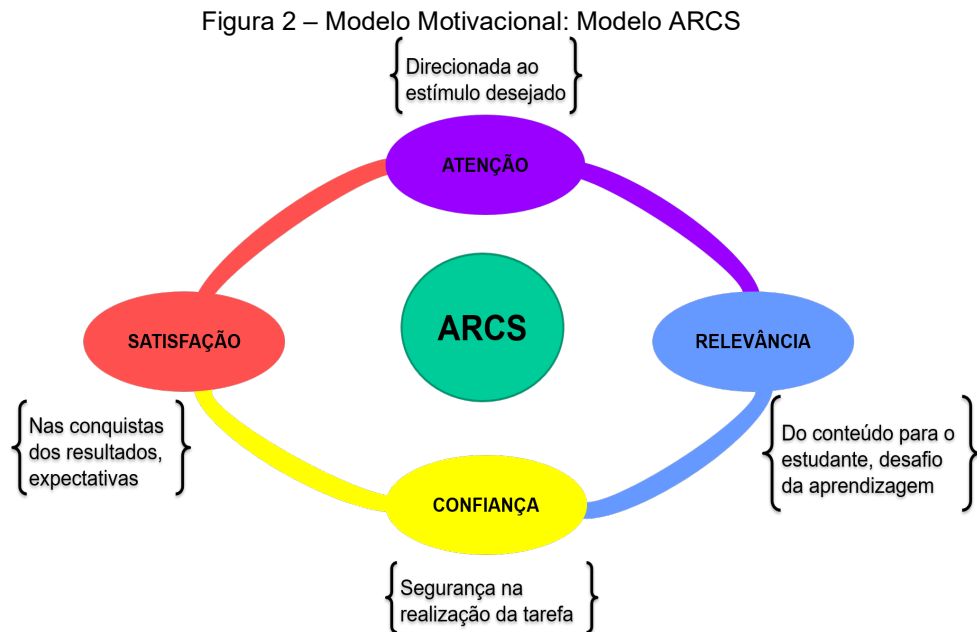 Figura 2 – Modelo Motivacional: Modelo ARCS
Direcionada ao
estímulo desejado
ATENÇÃO
SATISFAÇÃO
ARCS
RELEVÂNCIA
Nas conquistas
dos resultados,
expectativas
Do conteúdo para o
estudante, desafio
da aprendizagem
CONFIANÇA
Segurança na
realização da tarefa